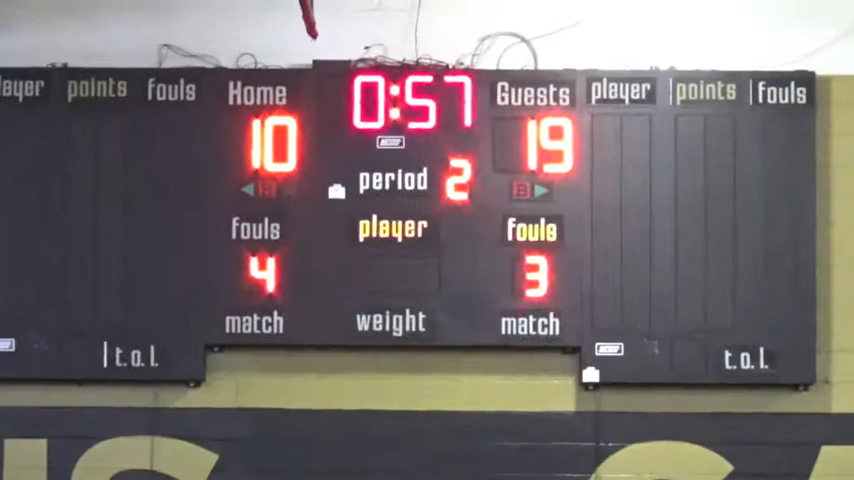 player points fouls Home 0:57 Guests player points fouls
10 19
period 2
B B
fouls player fouls
4 3
match weight match
t.o.l. t.o.l.